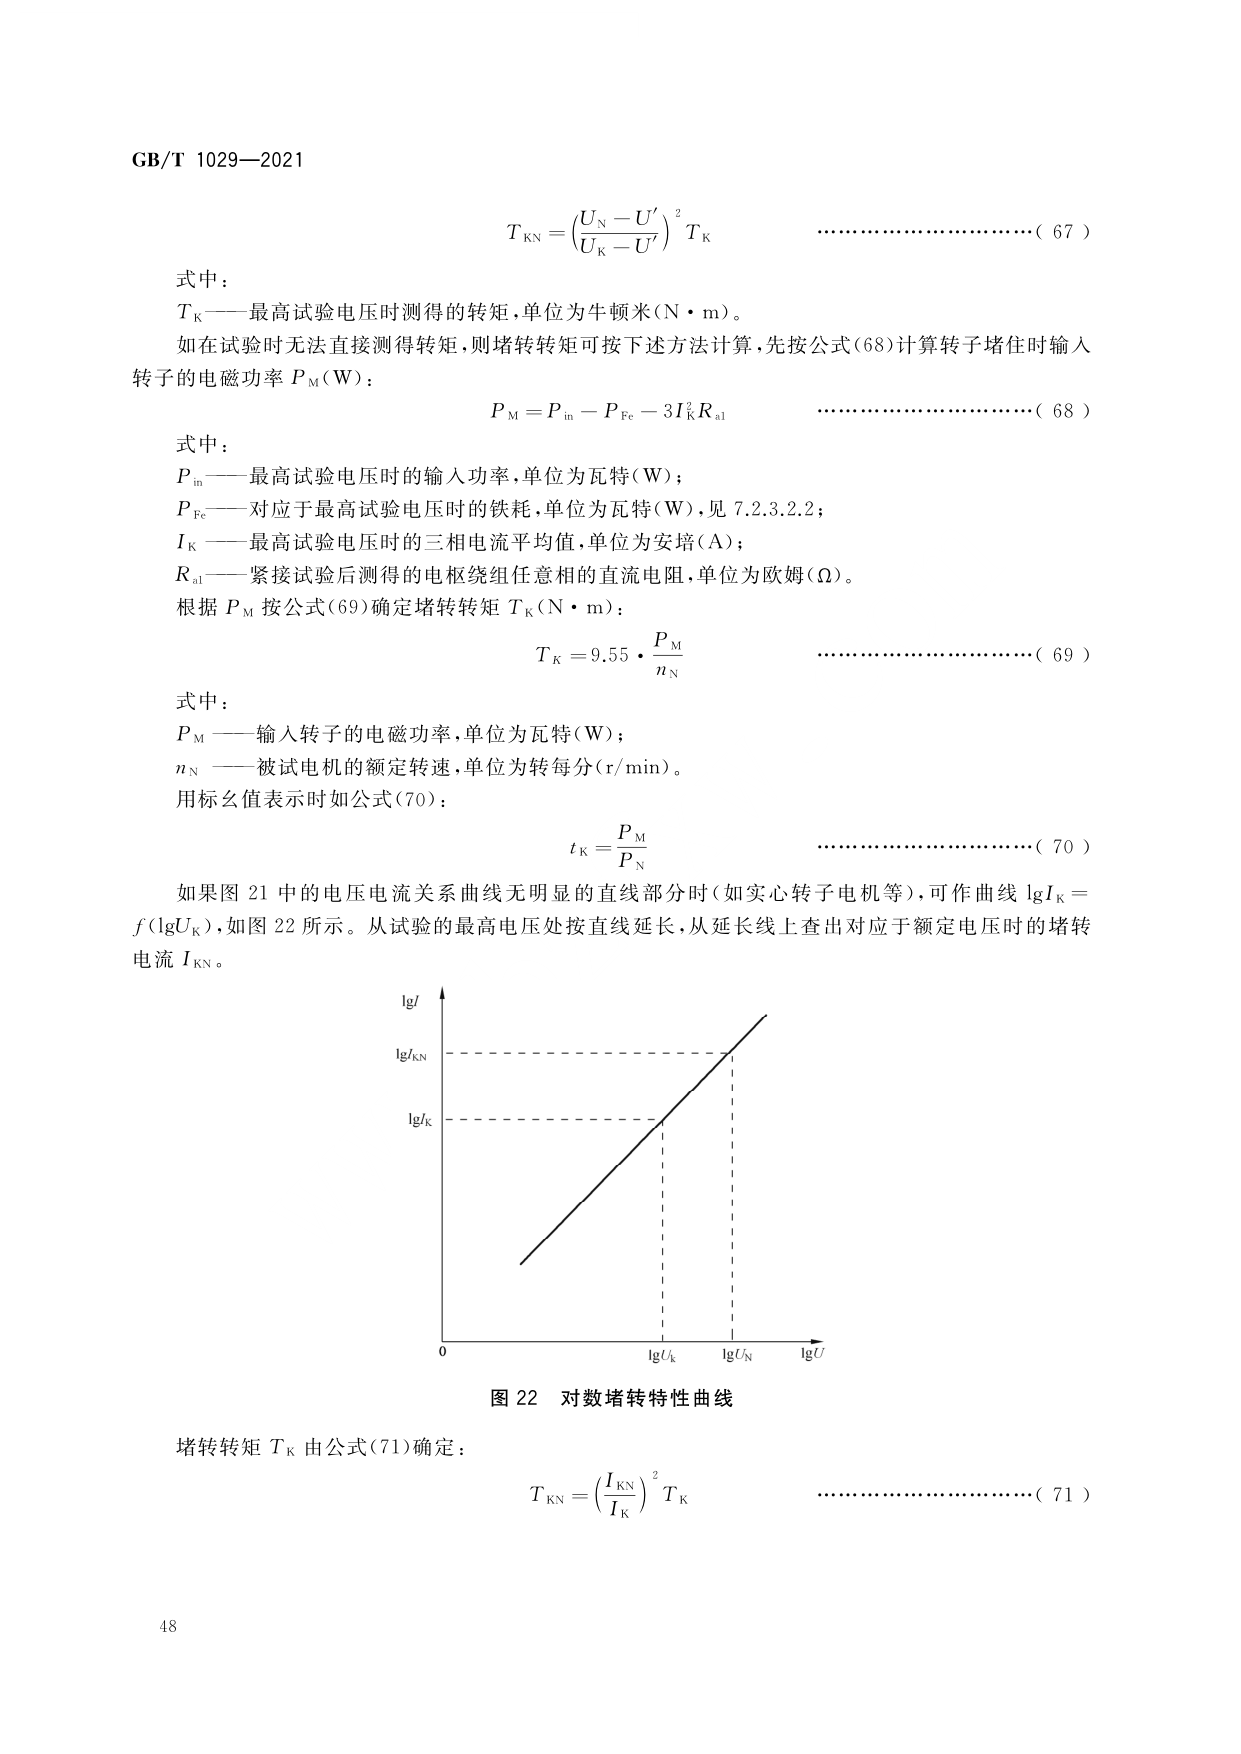 GB/T 1029—2021
T_KN = ((U_N − U′)/(U_K − U′))² T_K …………………………( 67 )
式中：
T_K——最高试验电压时测得的转矩,单位为牛顿米(N·m)。
如在试验时无法直接测得转矩,则堵转转矩可按下述方法计算,先按公式(68)计算转子堵住时输入
转子的电磁功率 P_M(W)：
P_M = P_in − P_Fe − 3I_K²R_a1 …………………………( 68 )
式中：
P_in——最高试验电压时的输入功率,单位为瓦特(W)；
P_Fe——对应于最高试验电压时的铁耗,单位为瓦特(W),见 7.2.3.2.2；
I_K ——最高试验电压时的三相电流平均值,单位为安培(A)；
R_a1——紧接试验后测得的电枢绕组任意相的直流电阻,单位为欧姆(Ω)。
根据 P_M 按公式(69)确定堵转转矩 T_K(N·m)：
T_K = 9.55 · P_M/n_N …………………………( 69 )
式中：
P_M ——输入转子的电磁功率,单位为瓦特(W)；
n_N ——被试电机的额定转速,单位为转每分(r/min)。
用标幺值表示时如公式(70)：
t_K = P_M/P_N …………………………( 70 )
如果图 21 中的电压电流关系曲线无明显的直线部分时(如实心转子电机等),可作曲线 lgI_K =
f(lgU_K),如图 22 所示。从试验的最高电压处按直线延长,从延长线上查出对应于额定电压时的堵转
电流 I_KN。
lgI
lgI_KN
lgI_K
0 lgU_k lgU_N lgU
图 22 对数堵转特性曲线
堵转转矩 T_K 由公式(71)确定：
T_KN = (I_KN/I_K)² T_K …………………………( 71 )
48